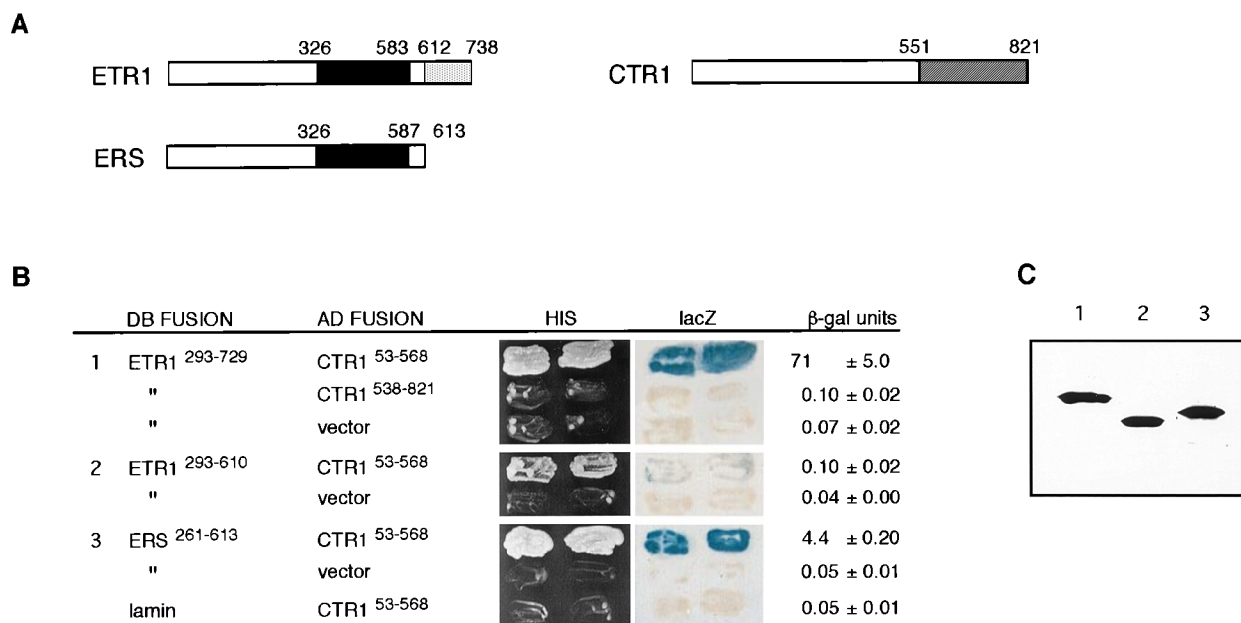 A
326 583 612 738
ETR1
551 821
CTR1
326 587 613
ERS
B
DB FUSION AD FUSION HIS lacZ β-gal units
1 ETR1 293-729 CTR1 53-568 71 ± 5.0
" CTR1 538-821 0.10 ± 0.02
" vector 0.07 ± 0.02
2 ETR1 293-610 CTR1 53-568 0.10 ± 0.02
" vector 0.04 ± 0.00
3 ERS 261-613 CTR1 53-568 4.4 ± 0.20
" vector 0.05 ± 0.01
lamin CTR1 53-568 0.05 ± 0.01
C
1 2 3